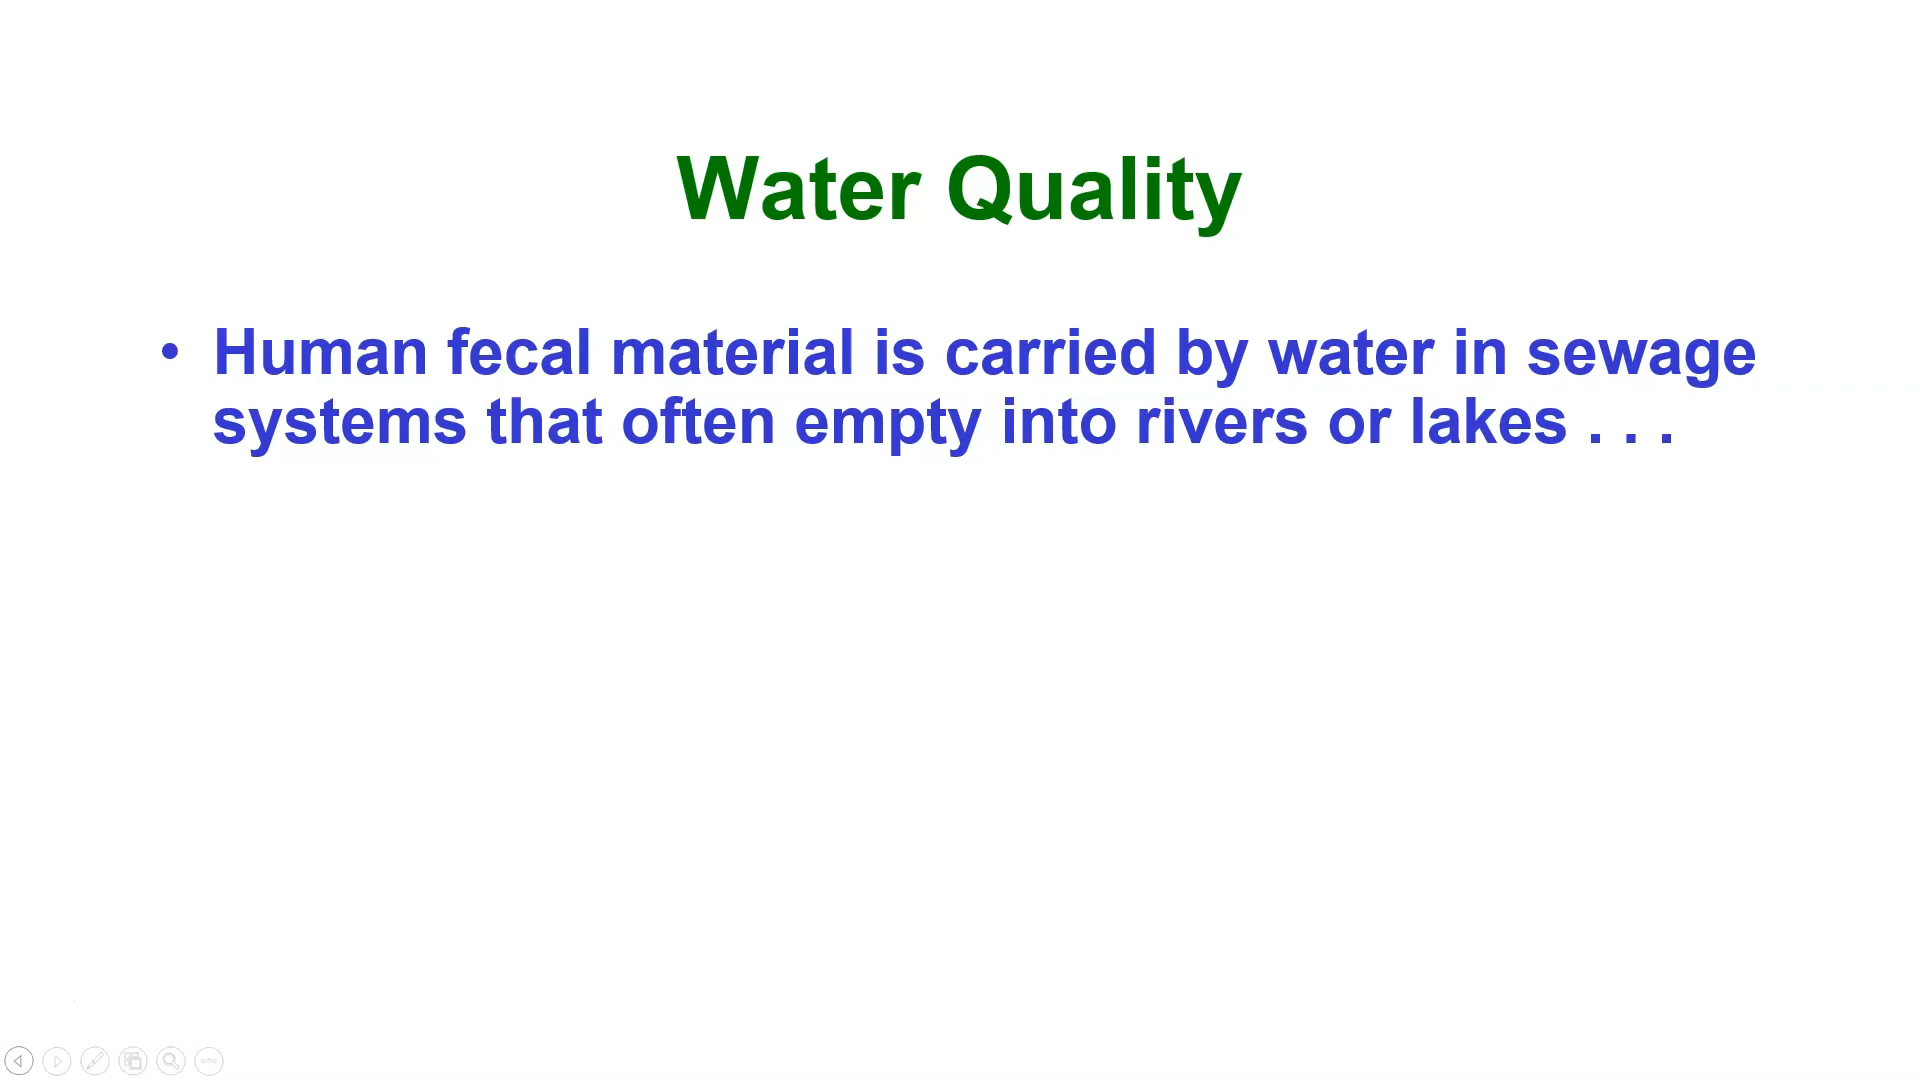 Water Quality
• Human fecal material is carried by water in sewage
systems that often empty into rivers or lakes . . .